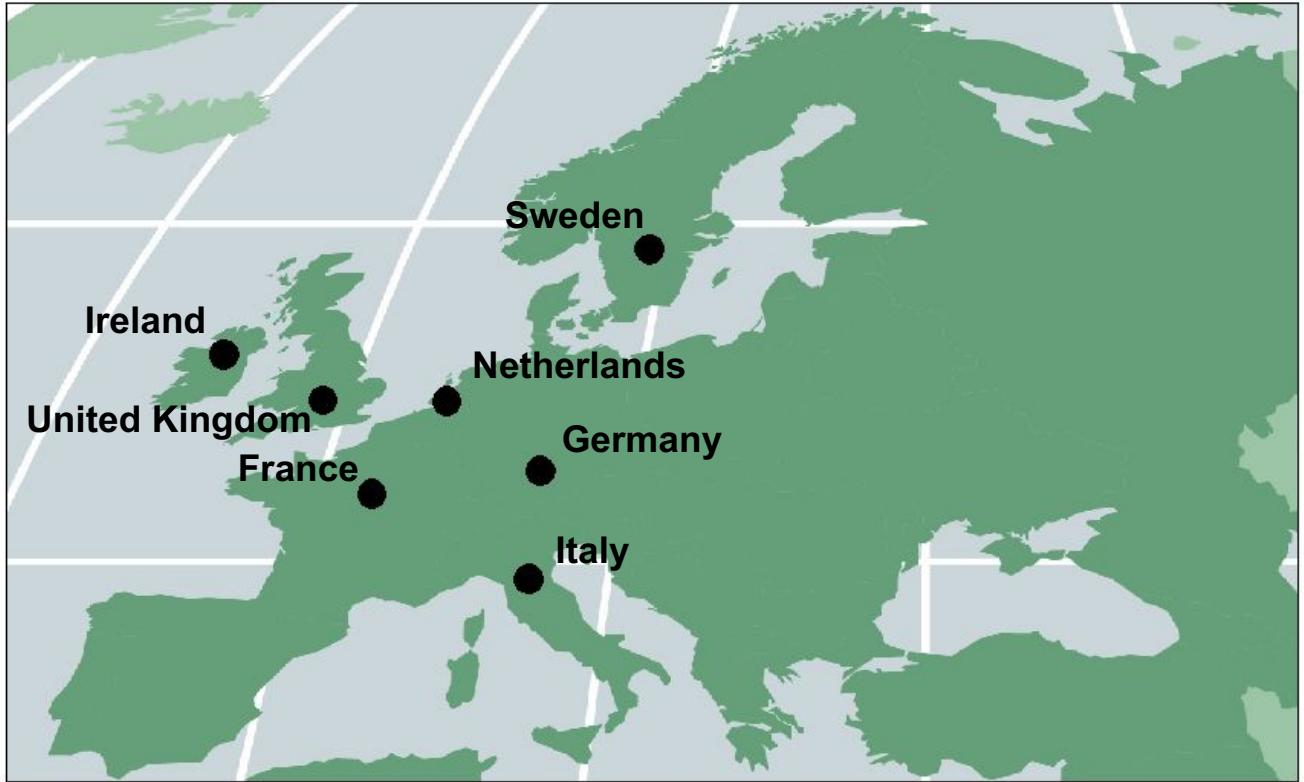 Sweden
Ireland
Netherlands
United Kingdom
Germany
France
Italy